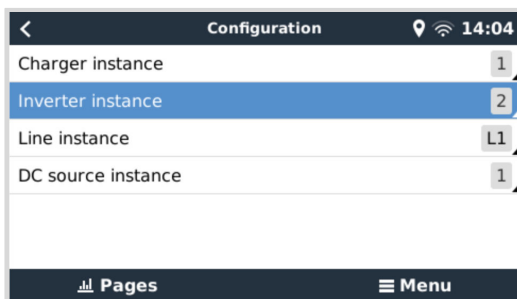 Configuration 14:04
Charger instance 1
Inverter instance 2
Line instance L1
DC source instance 1
Pages Menu